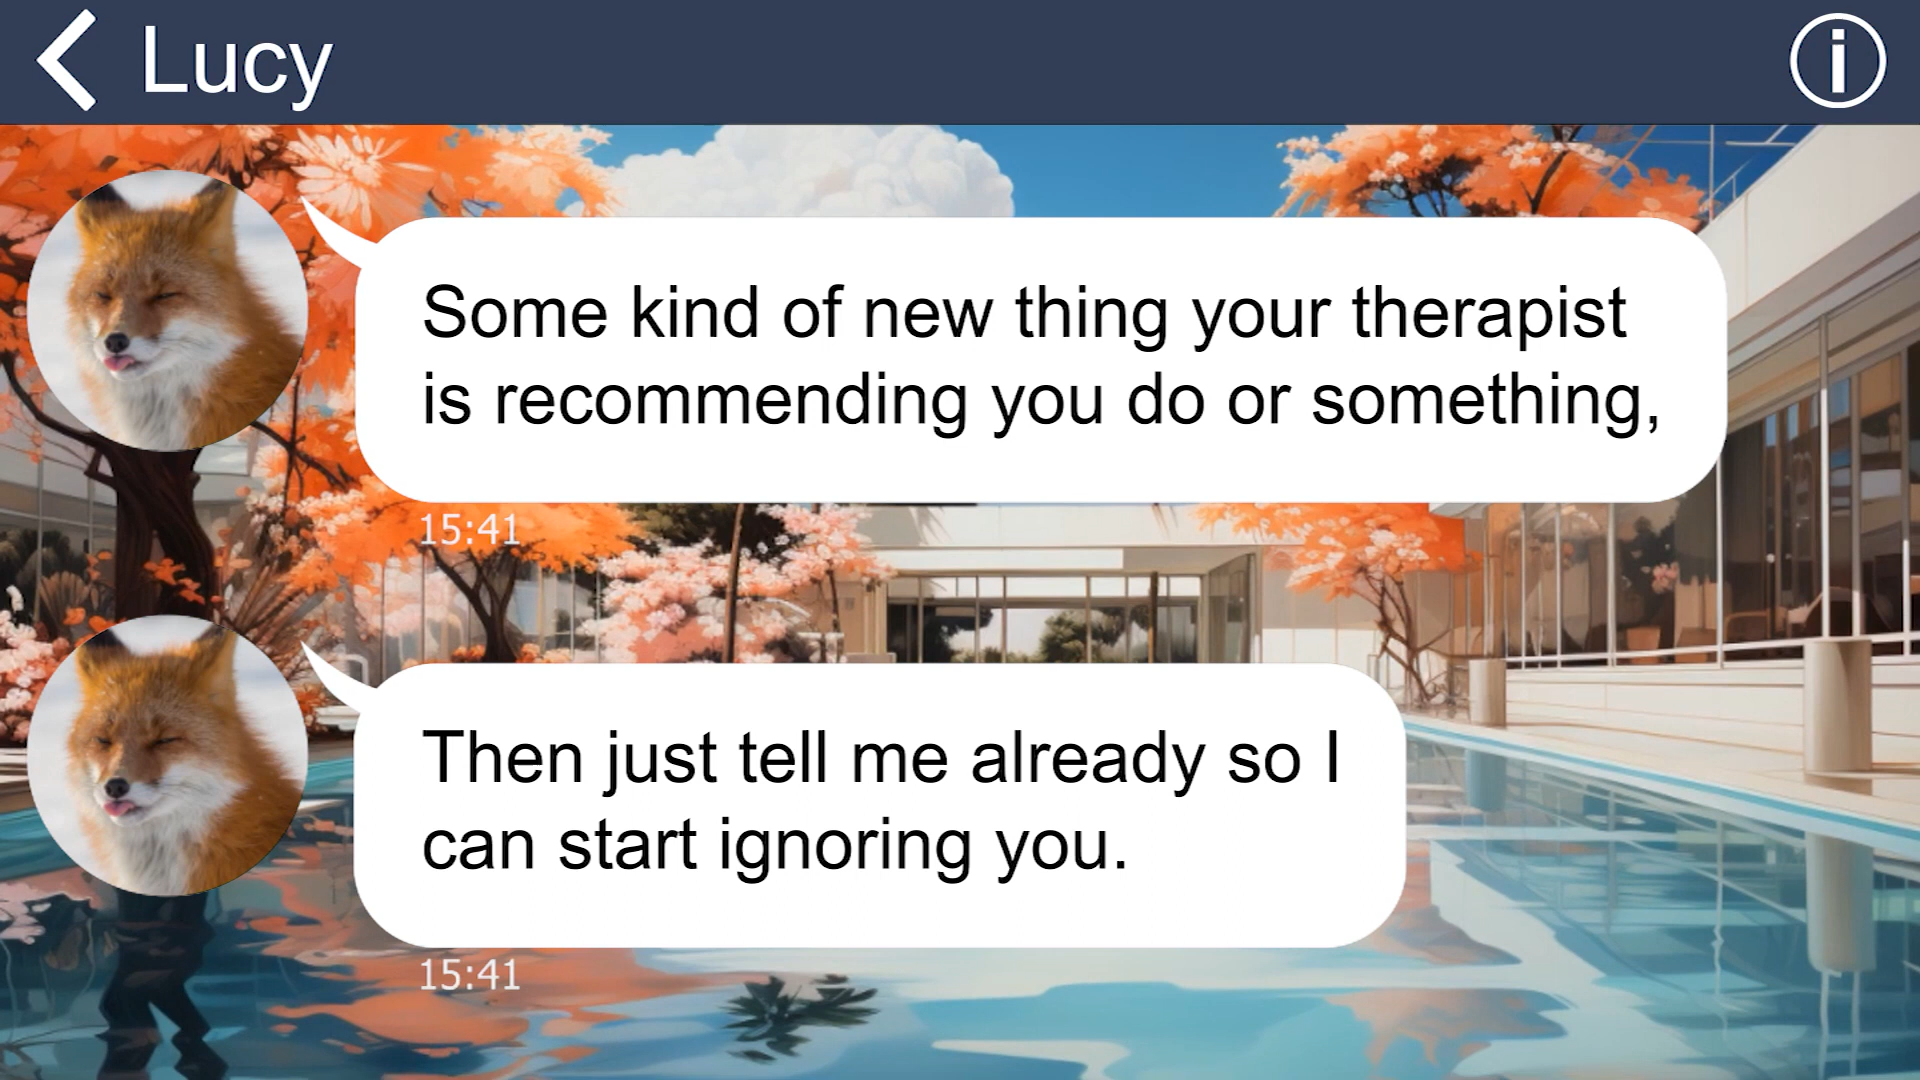 Lucy
Some kind of new thing your therapist
is recommending you do or something,
15:41
Then just tell me already so I
can start ignoring you.
15:41